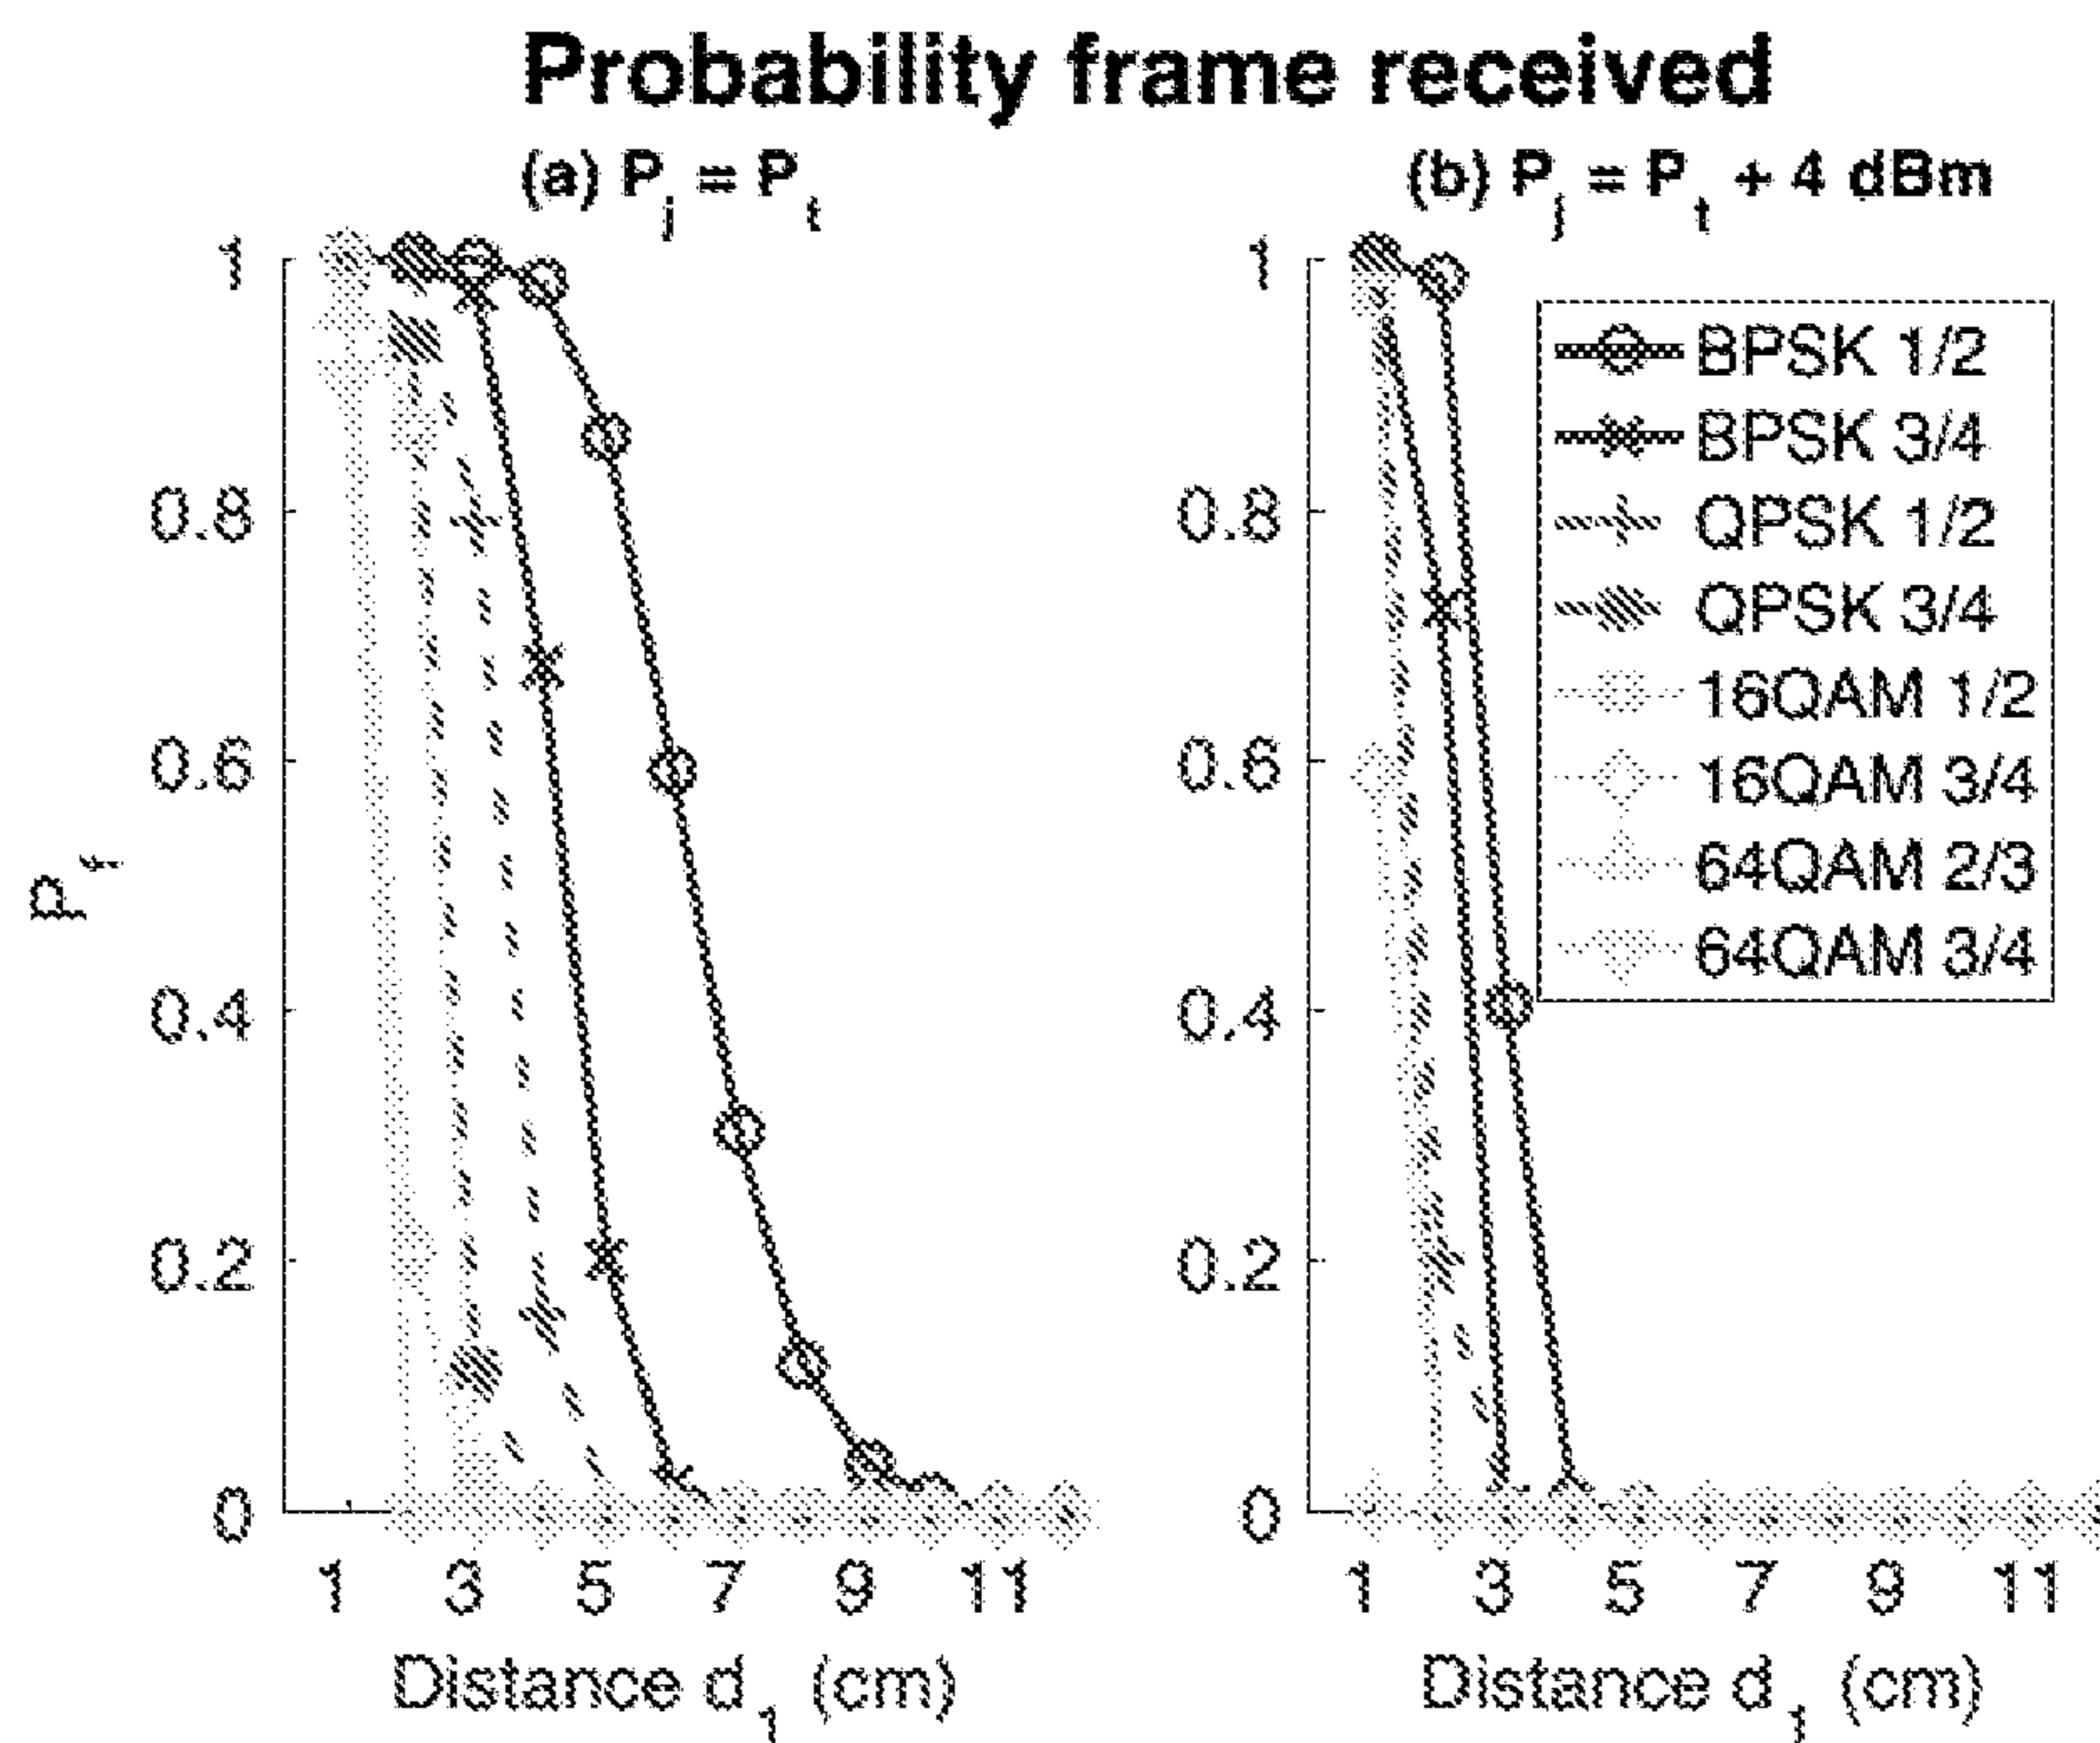 Probability frame received
(a) P_j = P_t
(b) P_j = P_t + 4 dBm
1
0.8
0.6
0.4
0.2
0
P_f
1 3 5 7 9 11
Distance d_1 (cm)
1
0.8
0.6
0.4
0.2
0
BPSK 1/2
BPSK 3/4
QPSK 1/2
QPSK 3/4
16QAM 1/2
16QAM 3/4
64QAM 2/3
64QAM 3/4
1 3 5 7 9 11
Distance d_1 (cm)